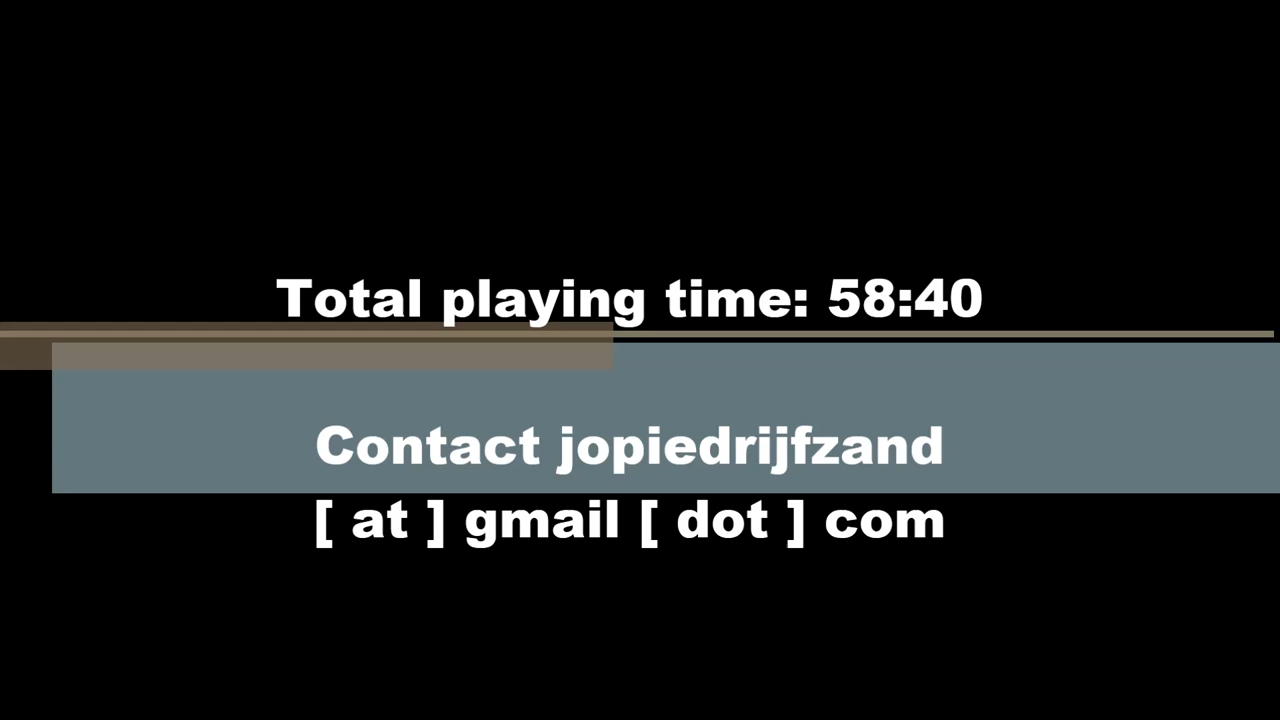 Total playing time: 58:40
Contact jopiedrijfzand
[ at ] gmail [ dot ] com